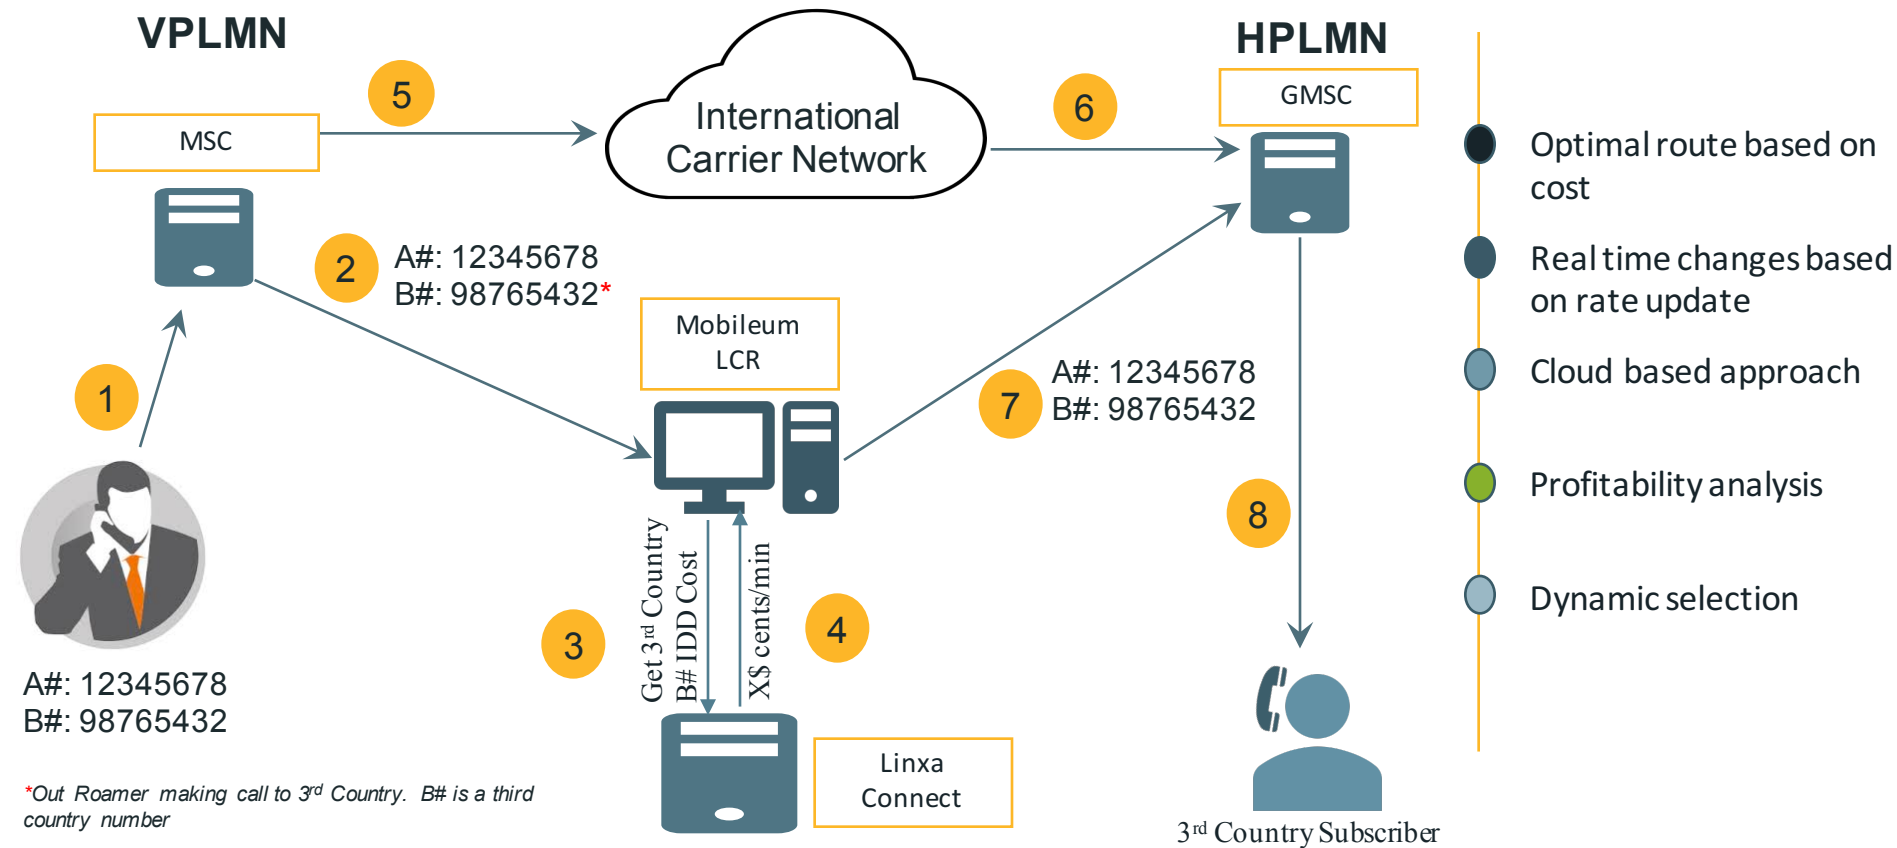 VPLMN
HPLMN
5
6
MSC
International
Carrier Network
GMSC
2
A#: 12345678
B#: 98765432*
Mobileum
LCR
1
7
A#: 12345678
B#: 98765432
8
3
Get 3rd Country
B# IDD Cost
X$ cents/min
4
A#: 12345678
B#: 98765432
*Out Roamer making call to 3rd Country. B# is a third
country number
Linxa
Connect
3rd Country Subscriber
Optimal route based on
cost
Real time changes based
on rate update
Cloud based approach
Profitability analysis
Dynamic selection